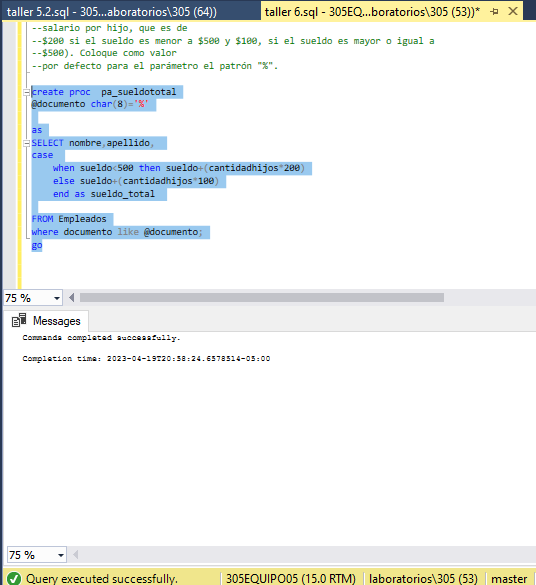 taller 5.2.sql - 305...aboratorios\305 (64))
taller 6.sql - 305EQ...boratorios\305 (53))*
--salario por hijo, que es de
--$200 si el sueldo es menor a $500 y $100, si el sueldo es mayor o igual a
--$500). Coloque como valor
--por defecto para el parámetro el patrón "%".
create proc  pa_sueldototal
@documento char(8)='%'
as
SELECT nombre,apellido,
case
when sueldo<500 then sueldo+(cantidadhijos*200)
else sueldo+(cantidadhijos*100)
end as sueldo_total
FROM Empleados
where documento like @documento;
go
75 %
Messages
Commands completed successfully.
Completion time: 2023-04-19T20:58:24.6578514-05:00
75 %
Query executed successfully.
305EQUIPO05 (15.0 RTM)
laboratorios\305 (53)
master